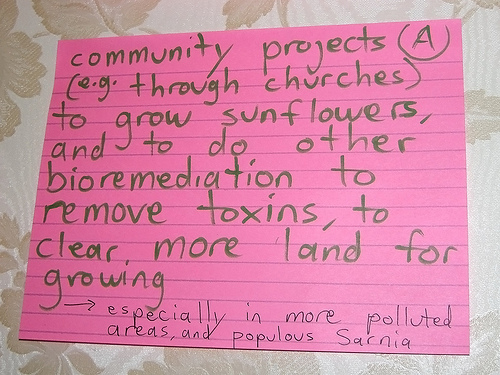 community projects (A)
(e.g. through churches)
to grow sunflowers,
and to do other
bioremediation to
remove toxins, to
clear more land for
growing
→ especially in more polluted
areas, and populous Sarnia